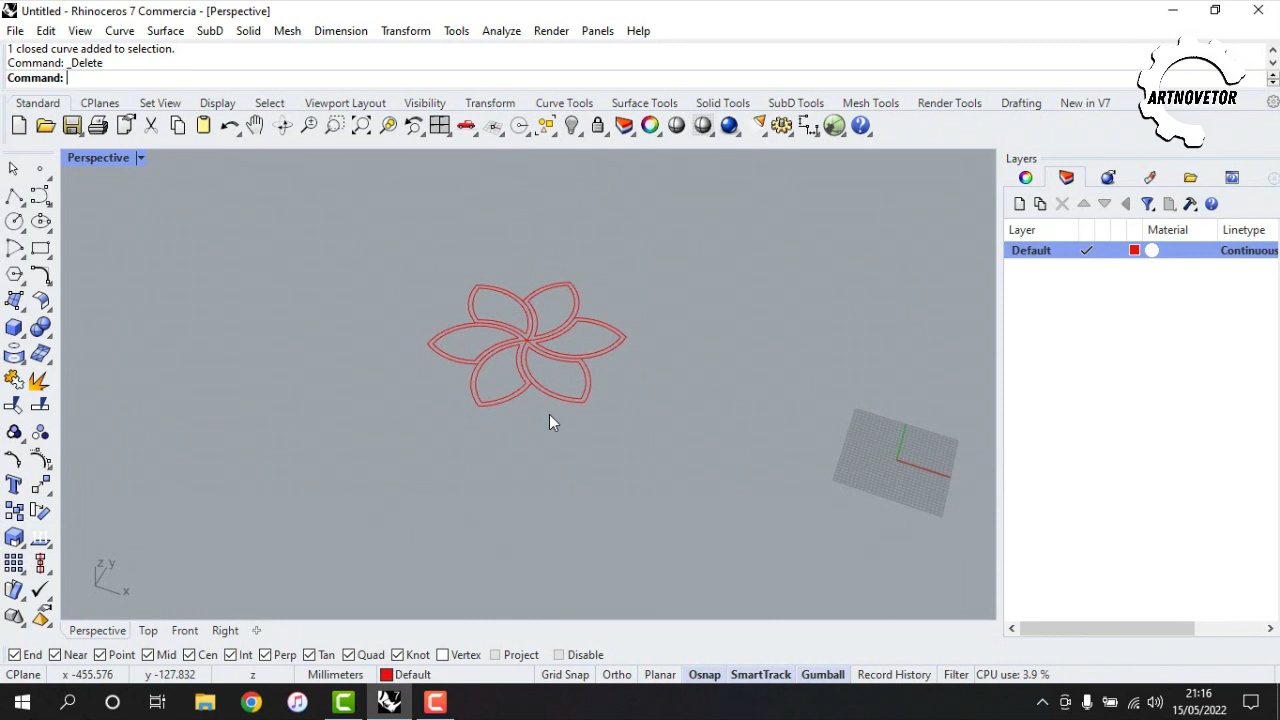 Untitled - Rhinoceros 7 Commercia - [Perspective]
File Edit View Curve Surface SubD Solid Mesh Dimension Transform Tools Analyze Render Panels Help
1 closed curve added to selection.
Command: _Delete
Command:
ARTNOVETOR
Standard CPlanes Set View Display Select Viewport Layout Visibility Transform Curve Tools Surface Tools Solid Tools SubD Tools Mesh Tools Render Tools Drafting New in V7
Perspective
Layers
Layer Material Linetype
Default Continuous
z y
x
Perspective Top Front Right
End Near Point Mid Cen Int Perp Tan Quad Knot Vertex Project Disable
CPlane x -455.576 y -127.832 z Millimeters Default Grid Snap Ortho Planar Osnap SmartTrack Gumball Record History Filter CPU use: 3.9 %
21:16
15/05/2022